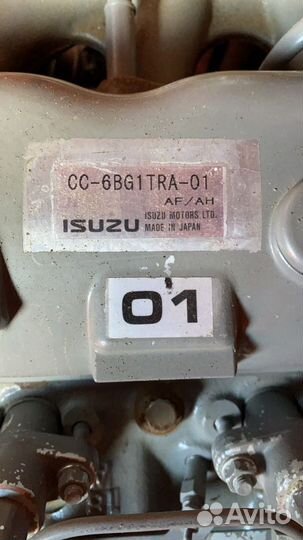 CC-6BG1TRA-01
AF/AH
ISUZU ISUZU MOTORS LTD.
MADE IN JAPAN
01
Avito